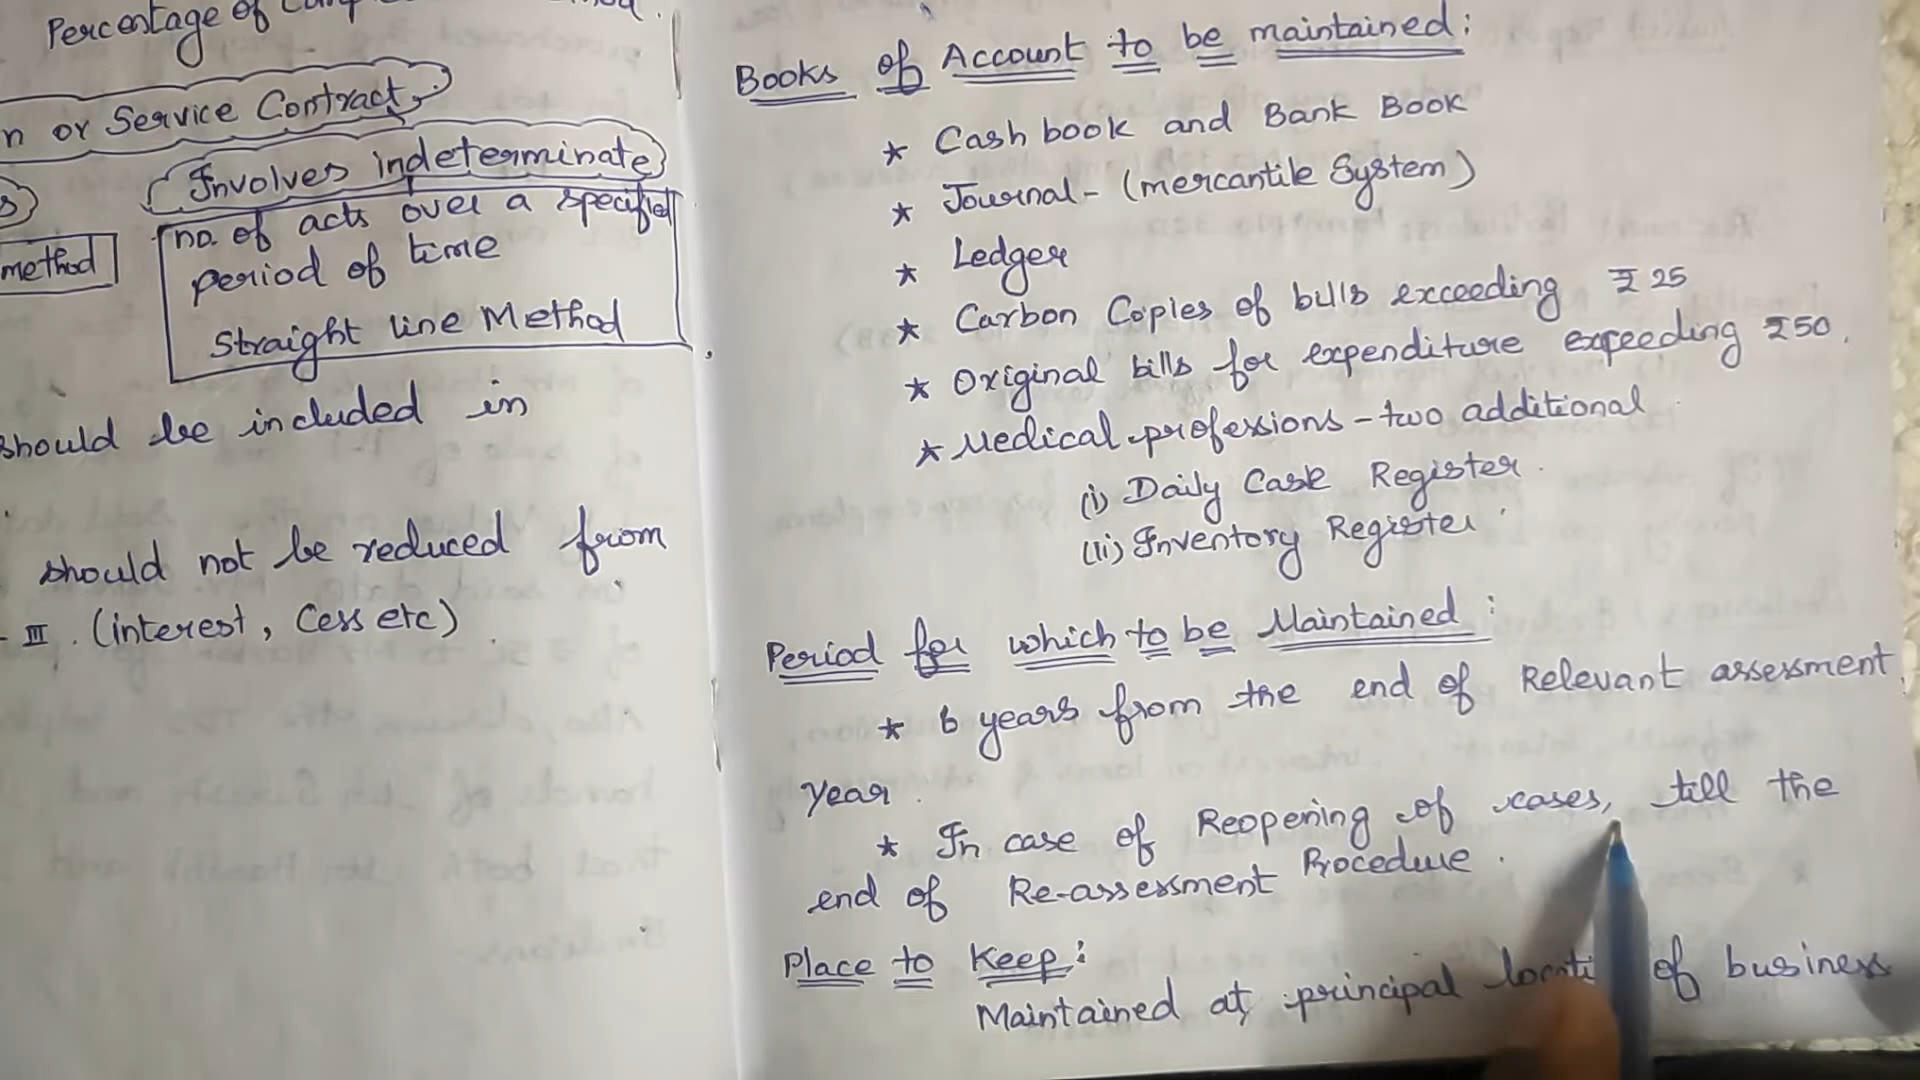 Percentage of
n or Service Contract
Involves indeterminate
no. of acts over a specified
method
period of time
Straight line Method
should be included in
should not be reduced from
- III . (interest, Cess etc)
Books of Account to be maintained:
* Cash book and Bank Book
* Journal - (mercantile System)
* Ledger
* Carbon Copies of bills exceeding ₹ 25
* Original bills for expenditure exceeding ₹50.
* Medical professions - two additional
(i) Daily Case Register
(ii) Inventory Register
Period for which to be Maintained:
* 6 years from the end of Relevant assessment
year.
* In case of Reopening of cases, till the
end of Re-assessment Procedure.
Place to Keep:
Maintained at principal of business